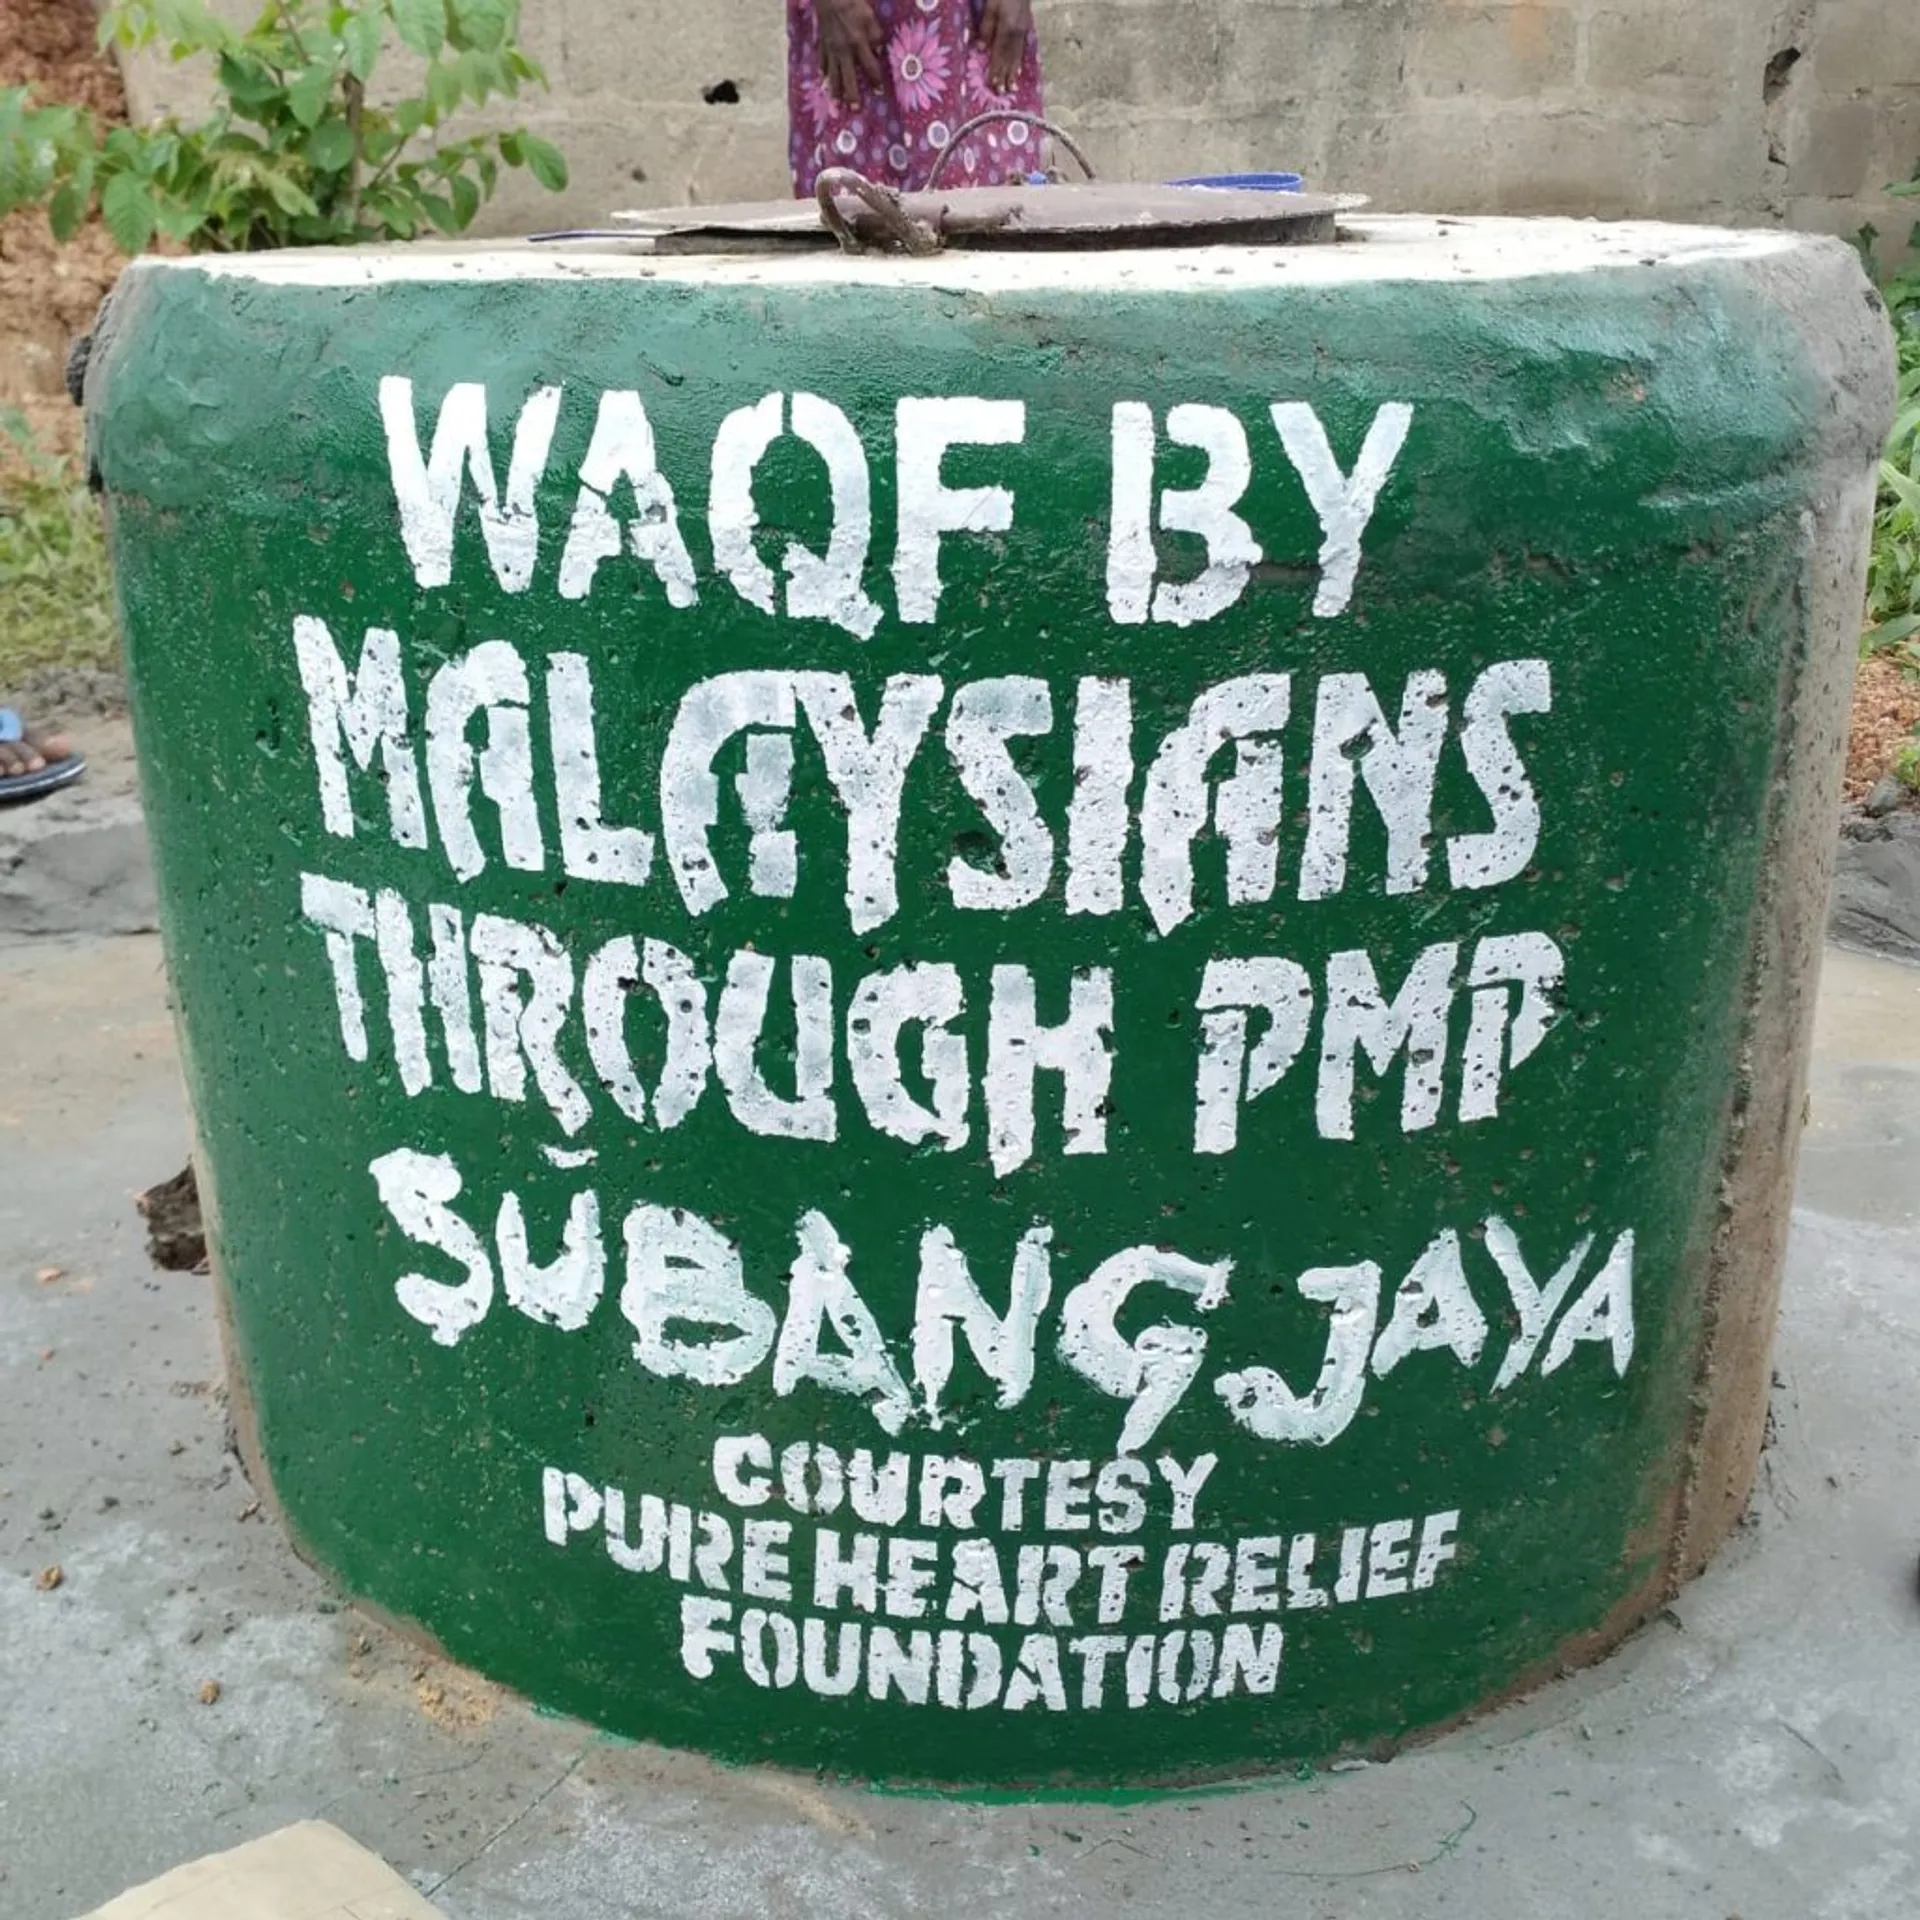 WAQF BY
MALAYSIANS
THROUGH PMP
SUBANG JAYA
COURTESY
PURE HEART RELIEF
FOUNDATION